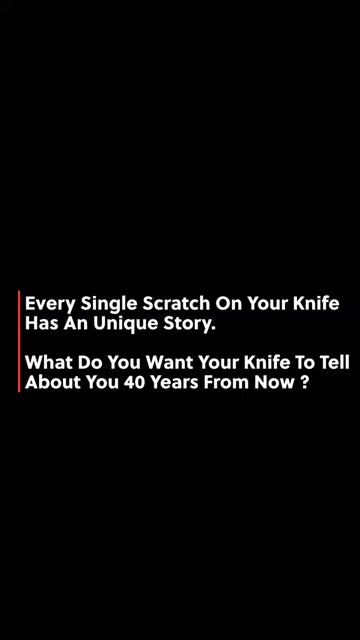 Every Single Scratch On Your Knife
Has An Unique Story.
What Do You Want Your Knife To Tell
About You 40 Years From Now ?